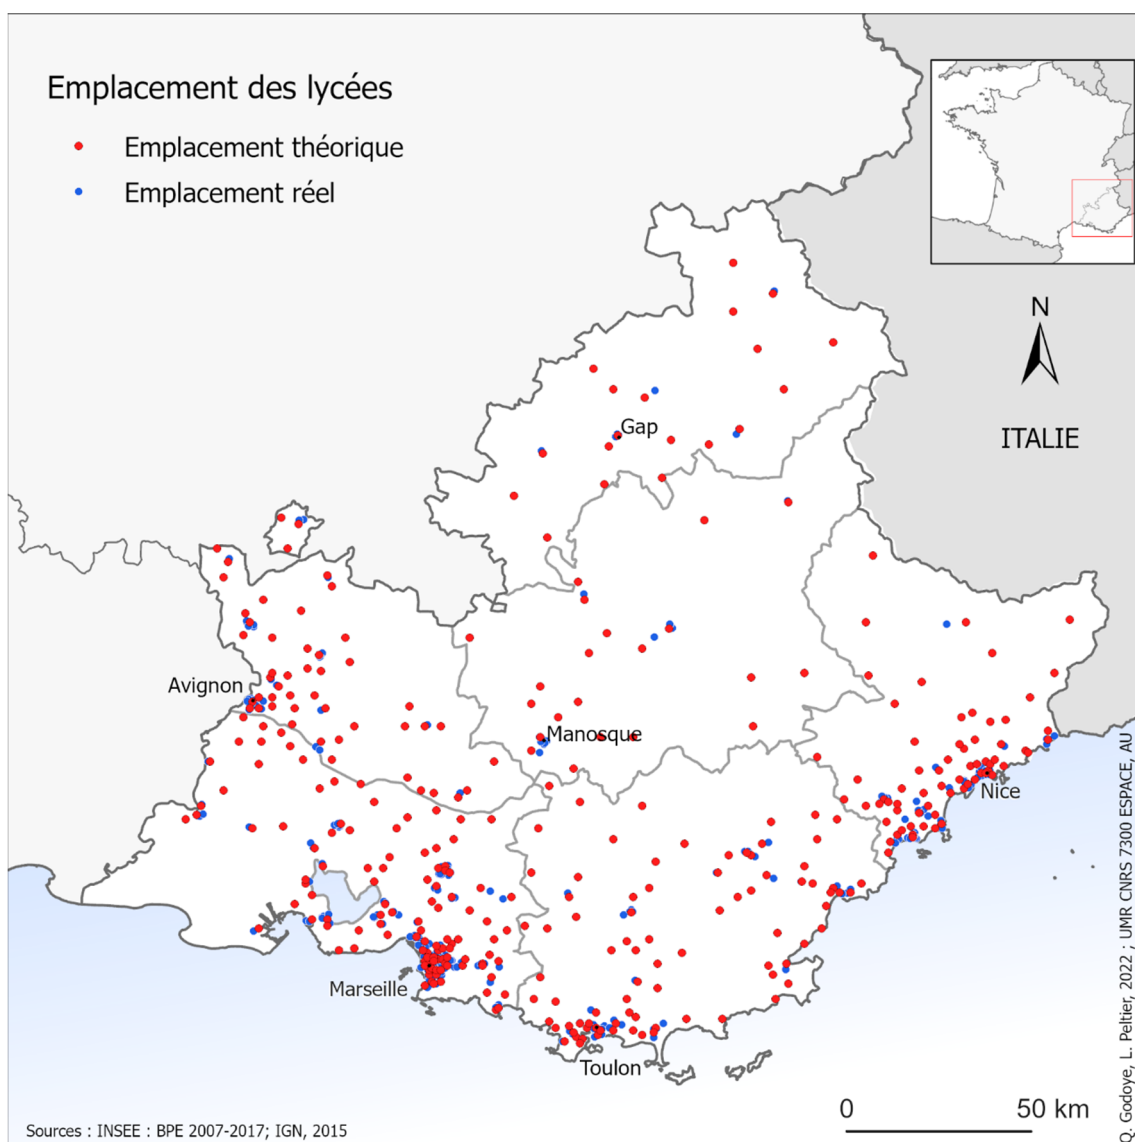 Emplacement des lycées
Emplacement théorique
Emplacement réel
N
ITALIE
Gap
Avignon
Manosque
Nice
Marseille
Toulon
0 50 km
Sources : INSEE : BPE 2007-2017; IGN, 2015
Q. Godoye, L. Peltier, 2022 ; UMR CNRS 7300 ESPACE, AU